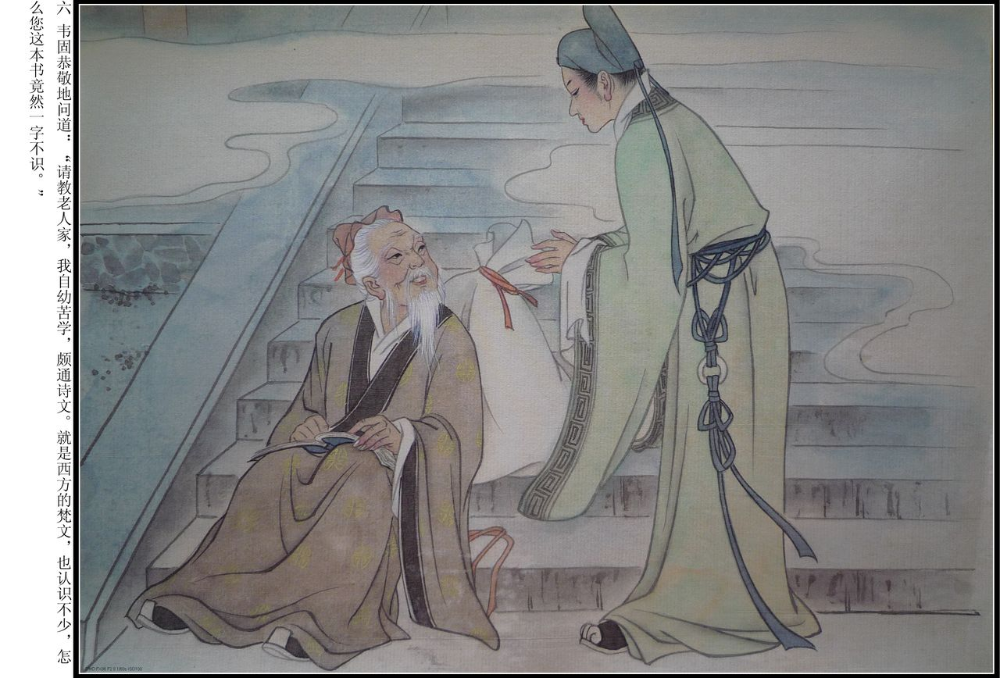 六 韦固恭敬地问道：“请教老人家，我自幼苦学，颇通诗文。就是西方的梵文，也认识不少，怎
么您这本书竟然一字不识。”